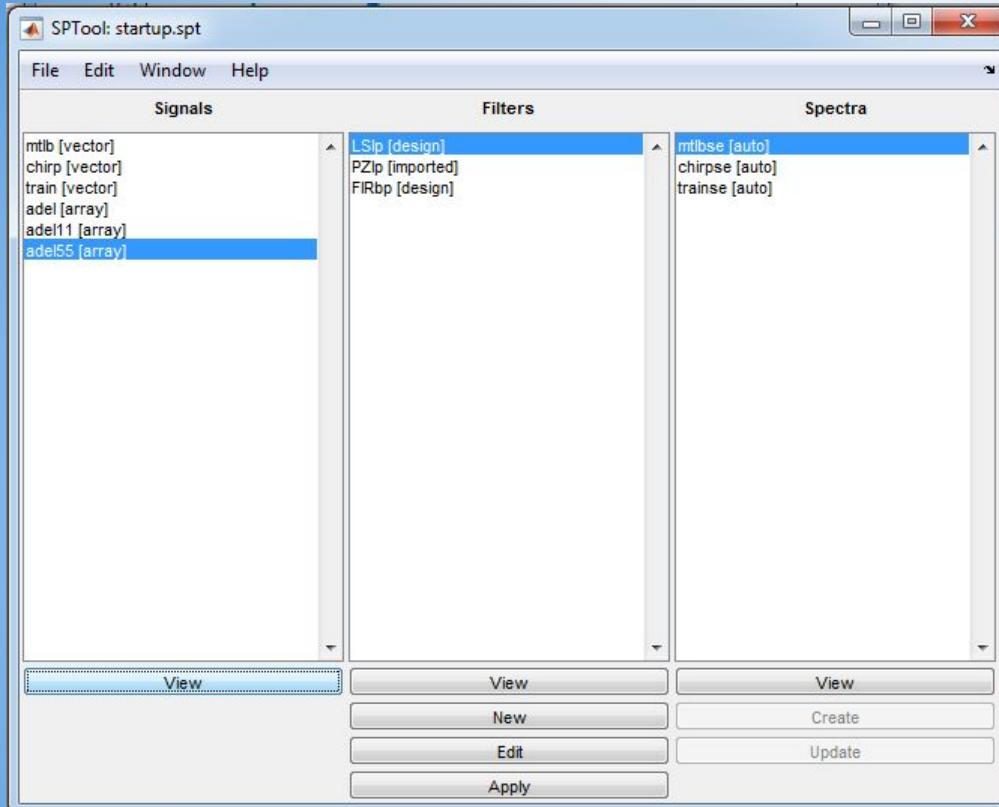 SPTool: startup.spt
File Edit Window Help
Signals
mtlb [vector]
chirp [vector]
train [vector]
adel [array]
adel11 [array]
adel55 [array]
View
Filters
LSlp [design]
PZlp [imported]
FIRbp [design]
View
New
Edit
Apply
Spectra
mtlbse [auto]
chirpse [auto]
trainse [auto]
View
Create
Update